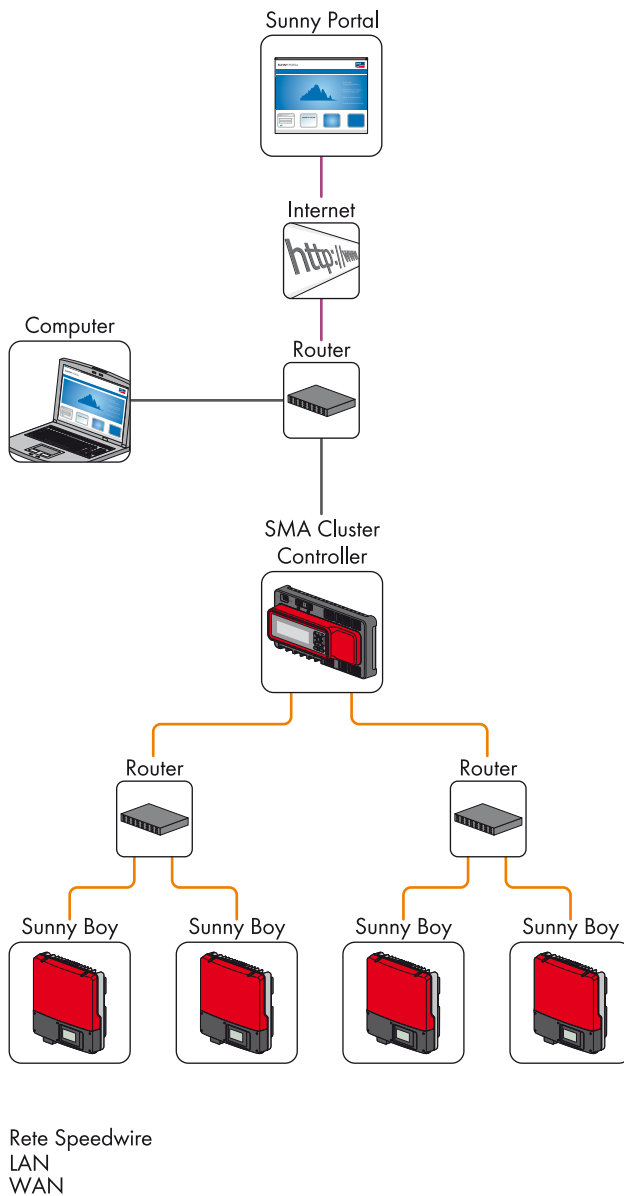 Sunny Portal
Internet
http://www
Computer
Router
SMA Cluster
Controller
Router
Router
Sunny Boy
Sunny Boy
Sunny Boy
Sunny Boy
Rete Speedwire
LAN
WAN